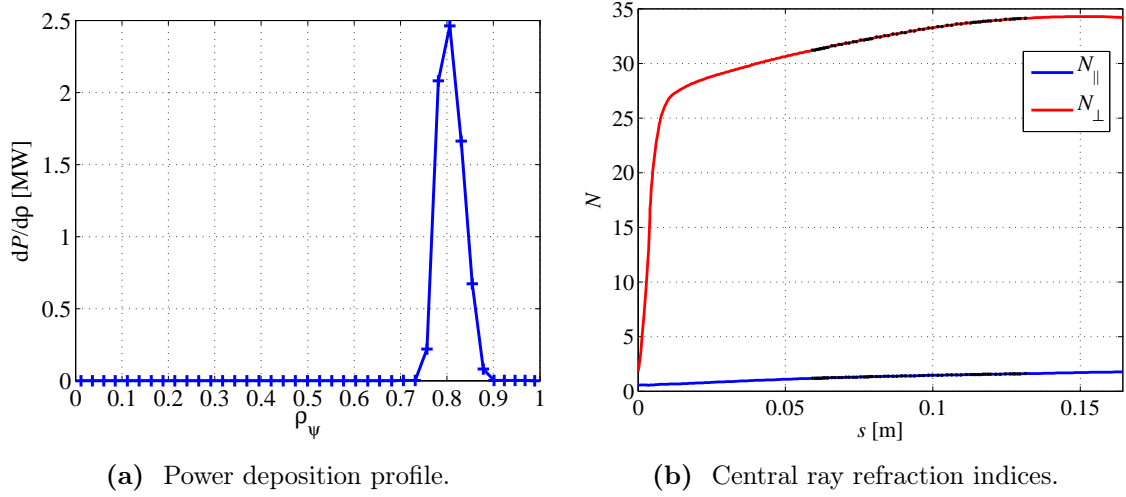 2.5
2
1.5
1
0.5
0
dP/dρ [MW]
0 0.1 0.2 0.3 0.4 0.5 0.6 0.7 0.8 0.9 1
ρψ
(a) Power deposition profile.
35
30
25
20
15
10
5
0
N
N∥
N⊥
0 0.05 0.1 0.15
s [m]
(b) Central ray refraction indices.